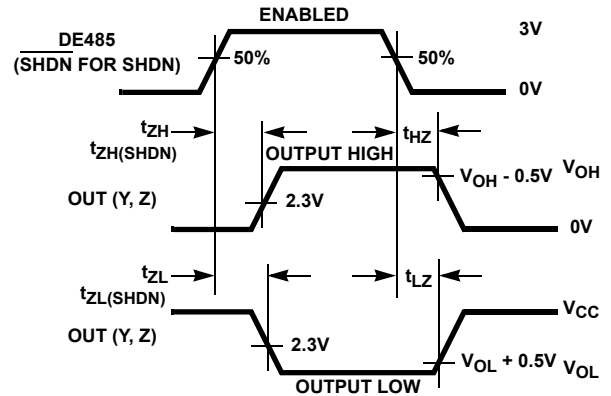 ENABLED
3V
DE485
(SHDN FOR SHDN)
50%
50%
0V
tZH
tZH(SHDN)
tHZ
OUTPUT HIGH
VOH - 0.5V
VOH
OUT (Y, Z)
2.3V
0V
tZL
tZL(SHDN)
tLZ
VCC
OUT (Y, Z)
2.3V
VOL + 0.5V
VOL
OUTPUT LOW